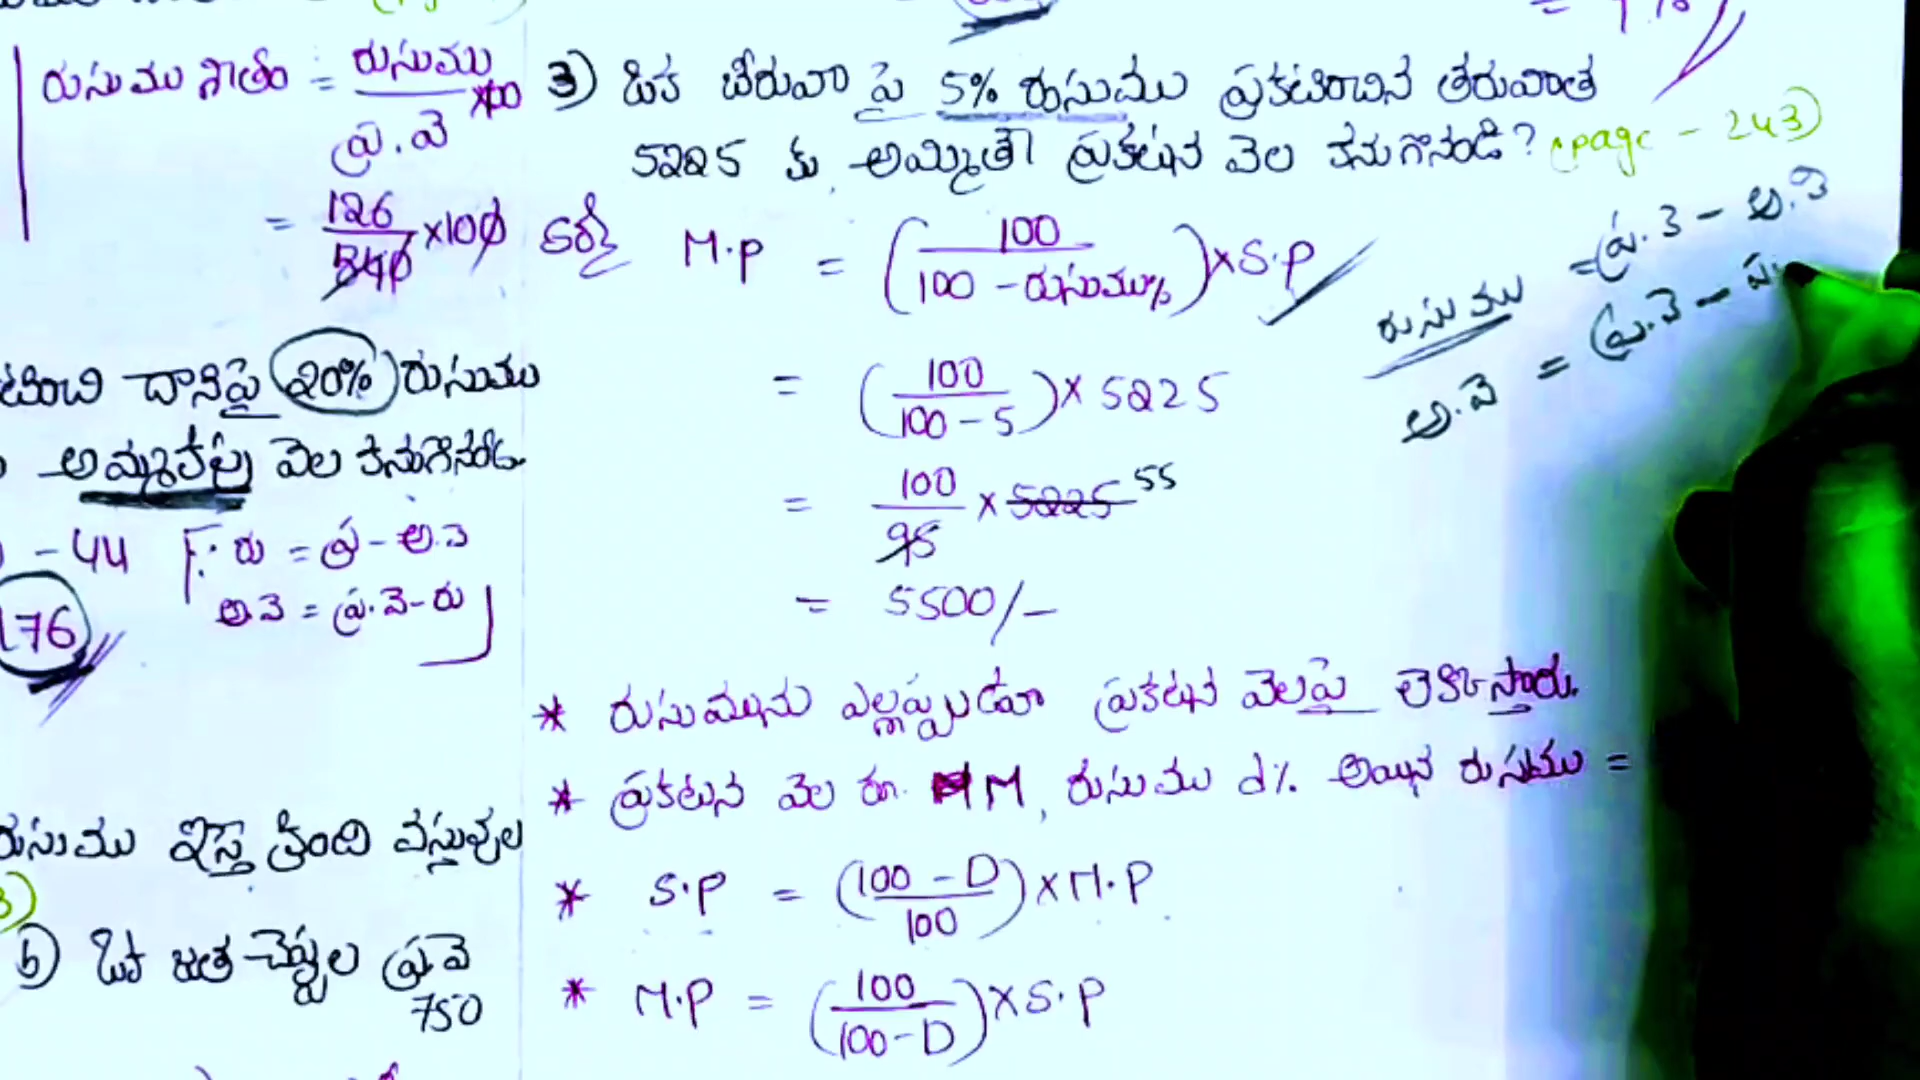 రుసుము శాతం = రుసుము / ప్ర.వె ×100
= 126/840 ×100
దానిపై 20% రుసుము
అమ్మకపు వెల కనుగొనండి
- 44 F: రు = ప్ర - అ.వె
అ.వె = ప్ర.వె - రు
176
రుసుము ఇస్తే క్రింది వస్తువుల
5) ఒక జత చెప్పుల ప్రవె
750
3) ఒక బీరువా పై 5% రుసుము ప్రకటించిన తరువాత
5225 కు అమ్మితే ప్రకటన వెల కనుగొనండి? (page - 243)
M.P = (100 / 100 - రుసుము%) × S.P
= (100 / 100 - 5) × 5225
= 100/95 × 5225 55
= 5500/-
రుసుము = ప్ర.వె - అ.వె
అ.వె = ప్ర.వె -
* రుసుమును ఎల్లప్పుడూ ప్రకటన వెలపై లెక్కిస్తారు.
* ప్రకటన వెల రూ. M, రుసుము d% అయిన రుసుము =
* S.P = (100 - D / 100) × M.P
* M.P = (100 / 100 - D) × S.P